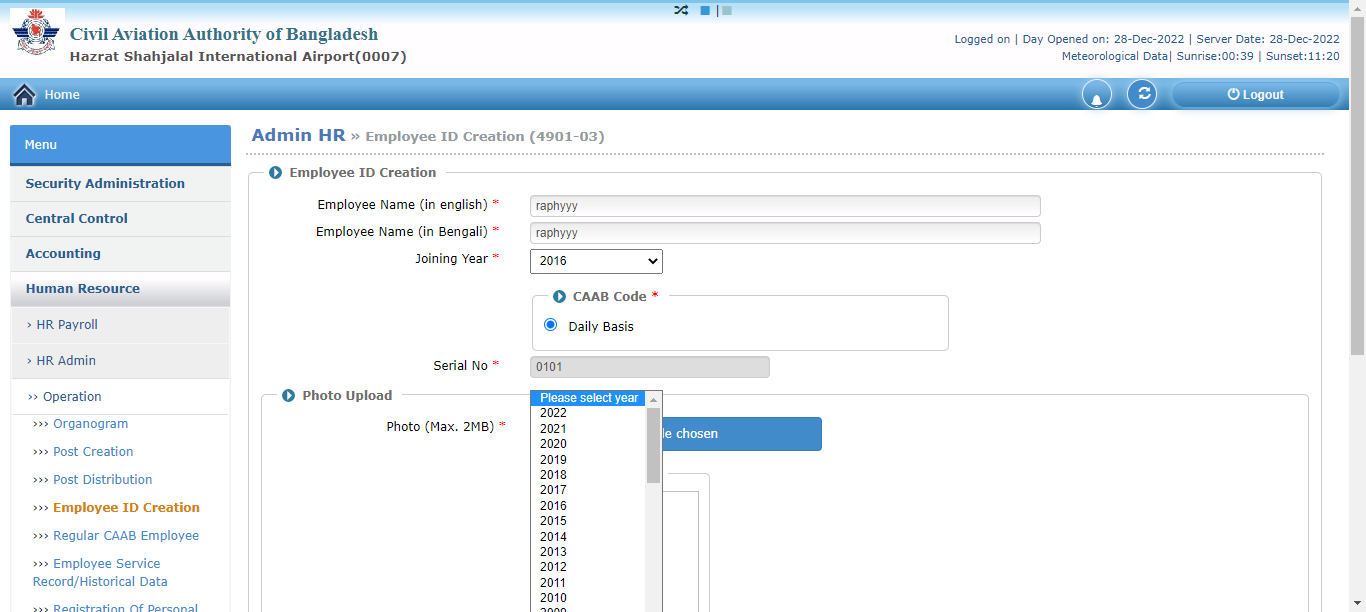 Civil Aviation Authority of Bangladesh
Hazrat Shahjalal International Airport(0007)
Logged on | Day Opened on: 28-Dec-2022 | Server Date: 28-Dec-2022
Meteorological Data| Sunrise:00:39 | Sunset:11:20
Home
Logout
Menu
Security Administration
Central Control
Accounting
Human Resource
› HR Payroll
› HR Admin
›› Operation
››› Organogram
››› Post Creation
››› Post Distribution
››› Employee ID Creation
››› Regular CAAB Employee
››› Employee Service
Record/Historical Data
››› Registration Of Personal
Admin HR » Employee ID Creation (4901-03)
Employee ID Creation
Employee Name (in english) * raphyyy
Employee Name (in Bengali) * raphyyy
Joining Year * 2016
CAAB Code *
Daily Basis
Serial No * 0101
Photo Upload
Photo (Max. 2MB) *
le chosen
Please select year
2022
2021
2020
2019
2018
2017
2016
2015
2014
2013
2012
2011
2010
2009